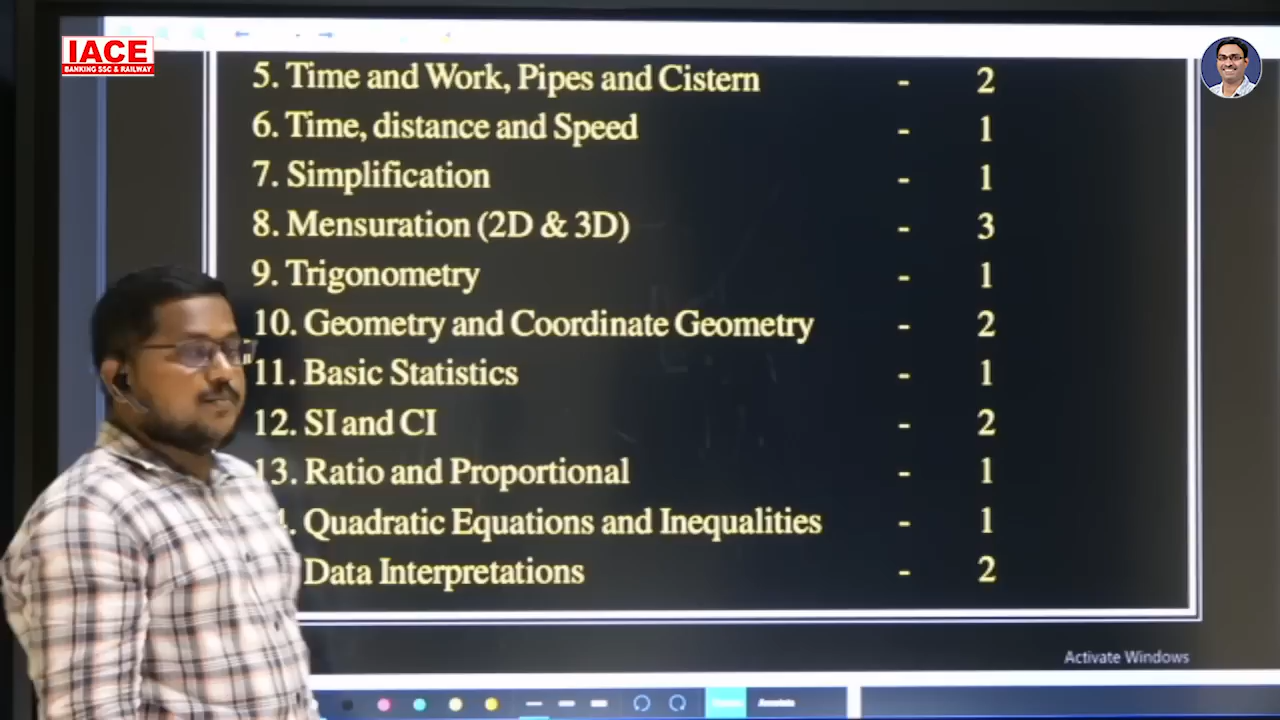 IACE
BANKING SSC & RAILWAY
5. Time and Work, Pipes and Cistern - 2
6. Time, distance and Speed - 1
7. Simplification - 1
8. Mensuration (2D & 3D) - 3
9. Trigonometry - 1
10. Geometry and Coordinate Geometry - 2
11. Basic Statistics - 1
12. SI and CI - 2
13. Ratio and Proportional - 1
4. Quadratic Equations and Inequalities - 1
Data Interpretations - 2
Activate Windows
Annotate